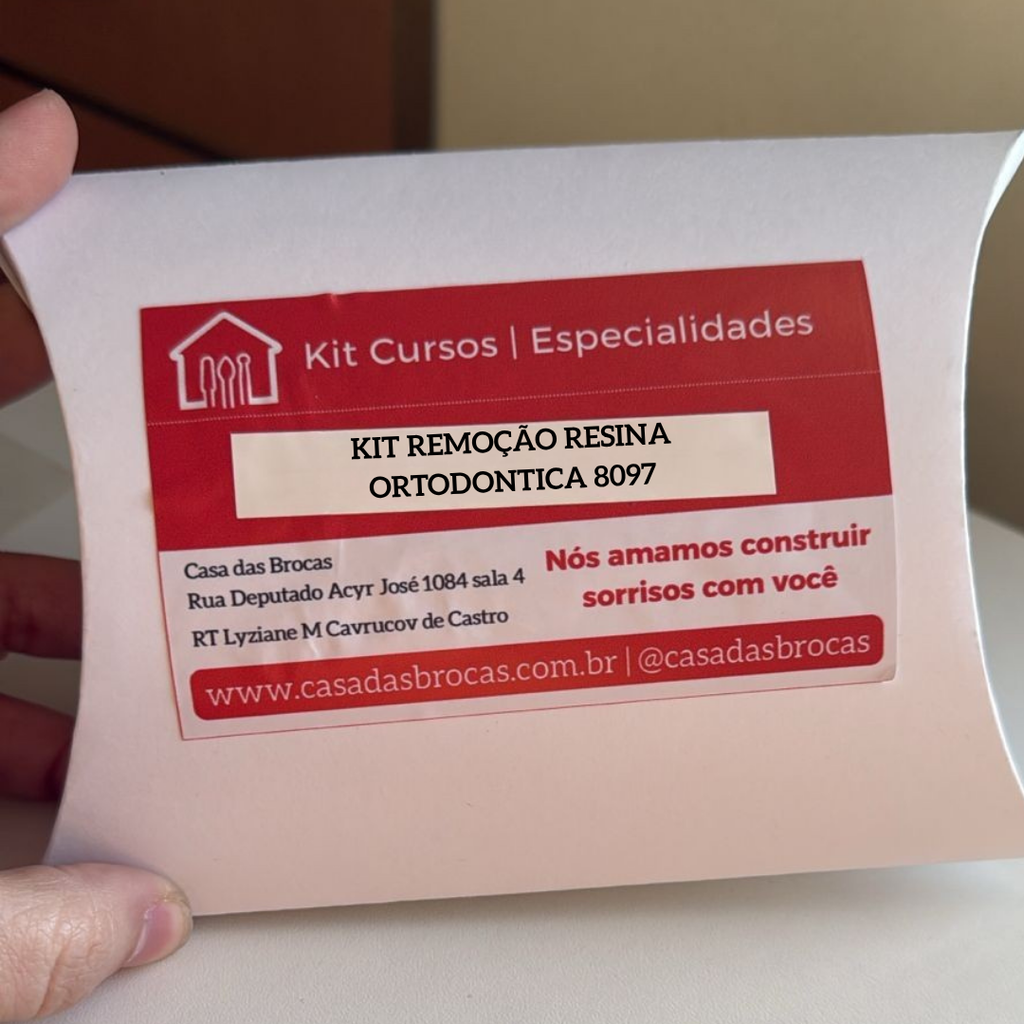 Kit Cursos | Especialidades
KIT REMOÇÃO RESINA
ORTODONTICA 8097
Casa das Brocas
Rua Deputado Acyr José 1084 sala 4
RT Lyziane M Cavrucov de Castro
Nós amamos construir
sorrisos com você
www.casadasbrocas.com.br | @casadasbrocas